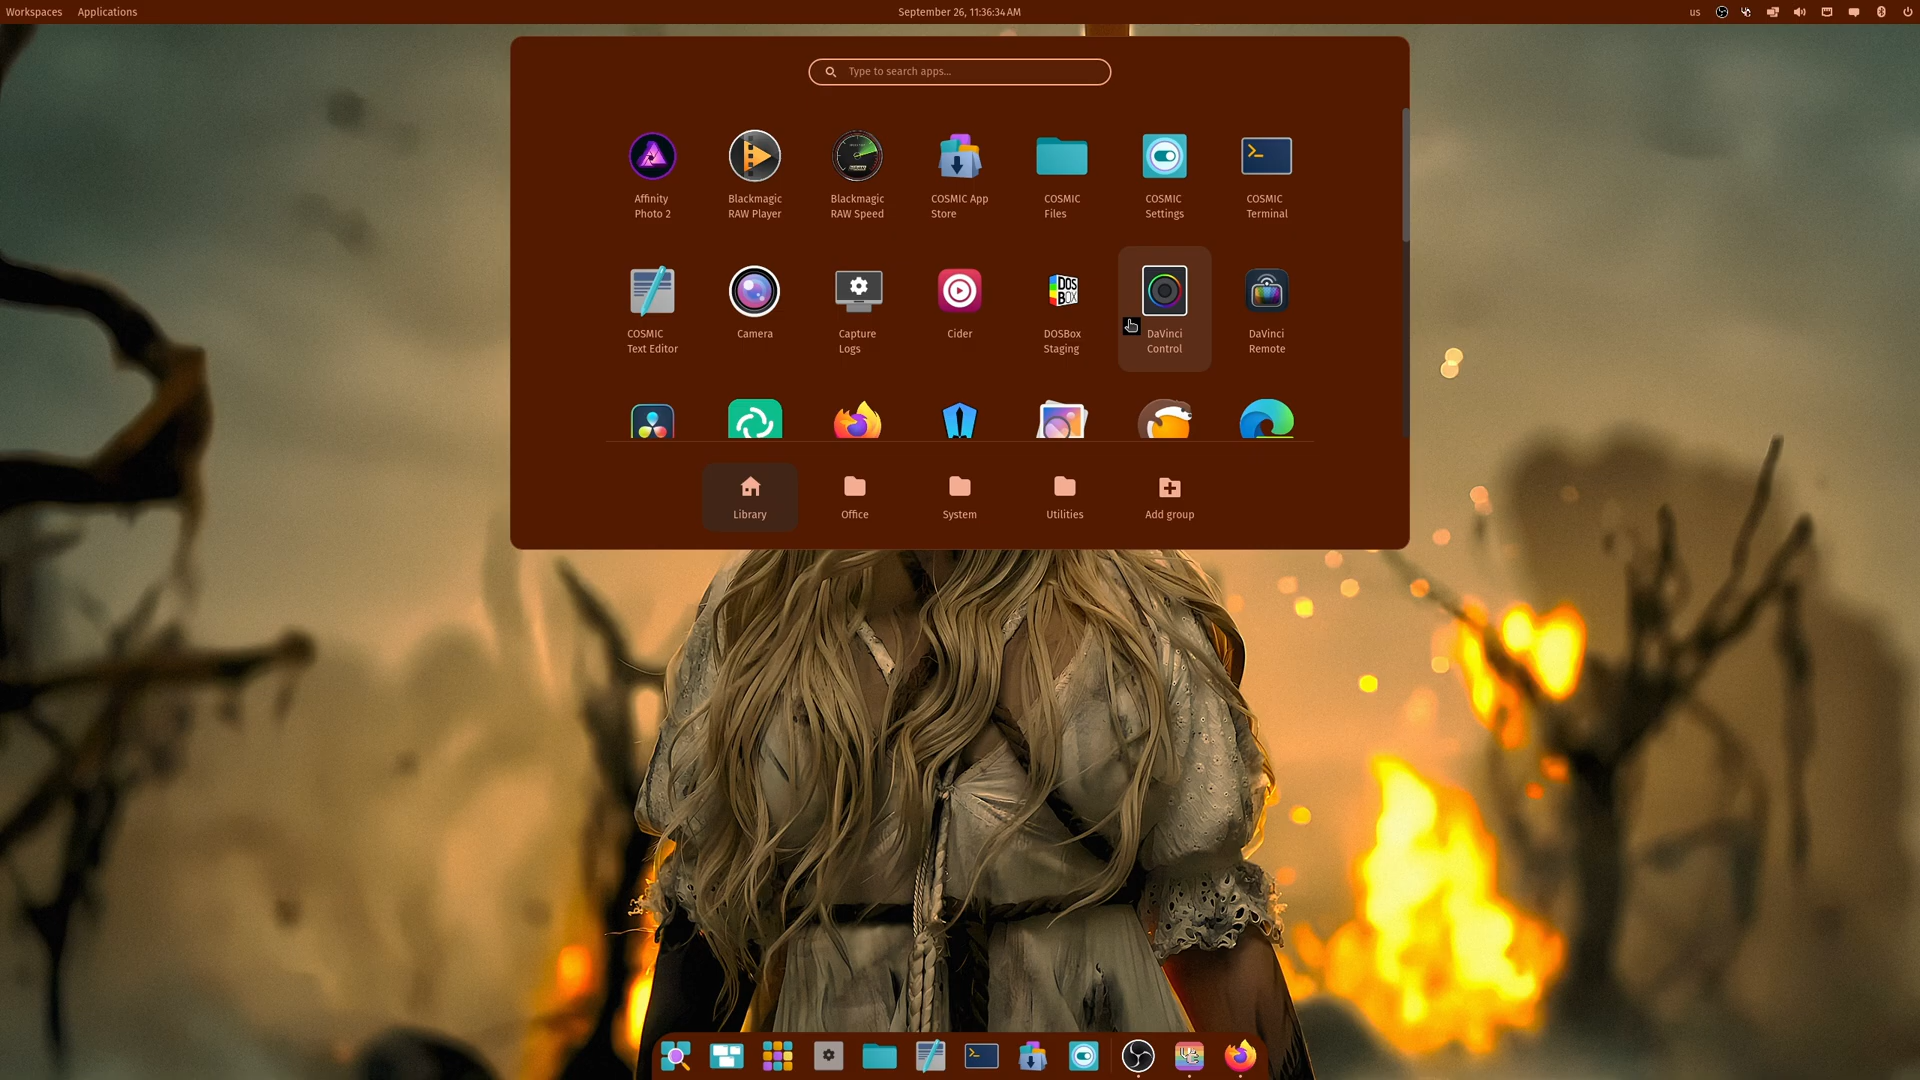 Workspaces Applications September 26, 11:36:34 AM us
Type to search apps...
Affinity Photo 2
Blackmagic RAW Player
Blackmagic RAW Speed
COSMIC App Store
COSMIC Files
COSMIC Settings
COSMIC Terminal
COSMIC Text Editor
Camera
Capture Logs
Cider
DOS BOX
DOSBox Staging
DaVinci Control
DaVinci Remote
Library
Office
System
Utilities
Add group